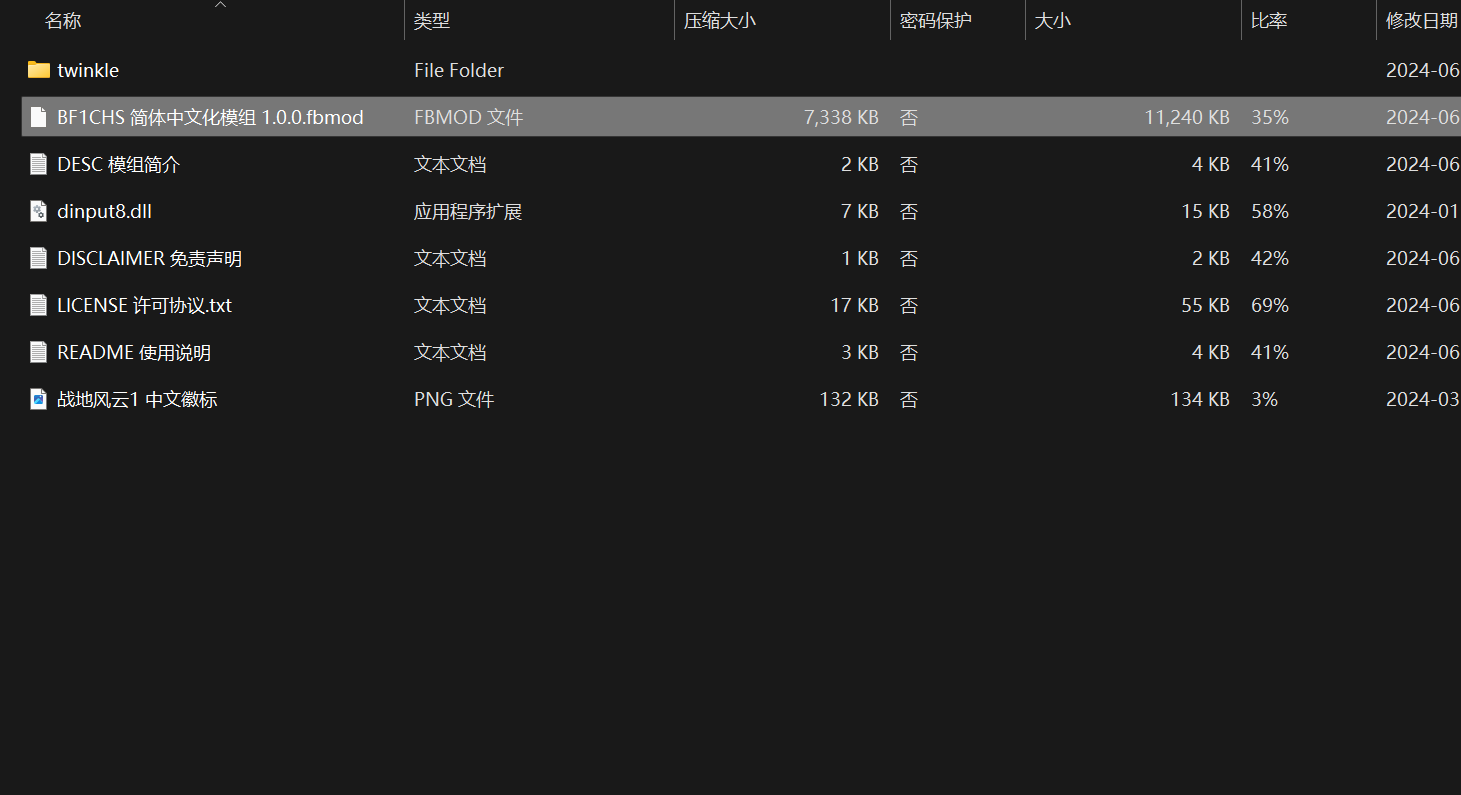 名称 类型 压缩大小 密码保护 大小 比率 修改日期
twinkle File Folder 2024-06
BF1CHS 简体中文化模组 1.0.0.fbmod FBMOD 文件 7,338 KB 否 11,240 KB 35% 2024-06
DESC 模组简介 文本文档 2 KB 否 4 KB 41% 2024-06
dinput8.dll 应用程序扩展 7 KB 否 15 KB 58% 2024-01
DISCLAIMER 免责声明 文本文档 1 KB 否 2 KB 42% 2024-06
LICENSE 许可协议.txt 文本文档 17 KB 否 55 KB 69% 2024-06
README 使用说明 文本文档 3 KB 否 4 KB 41% 2024-06
战地风云1 中文徽标 PNG 文件 132 KB 否 134 KB 3% 2024-03